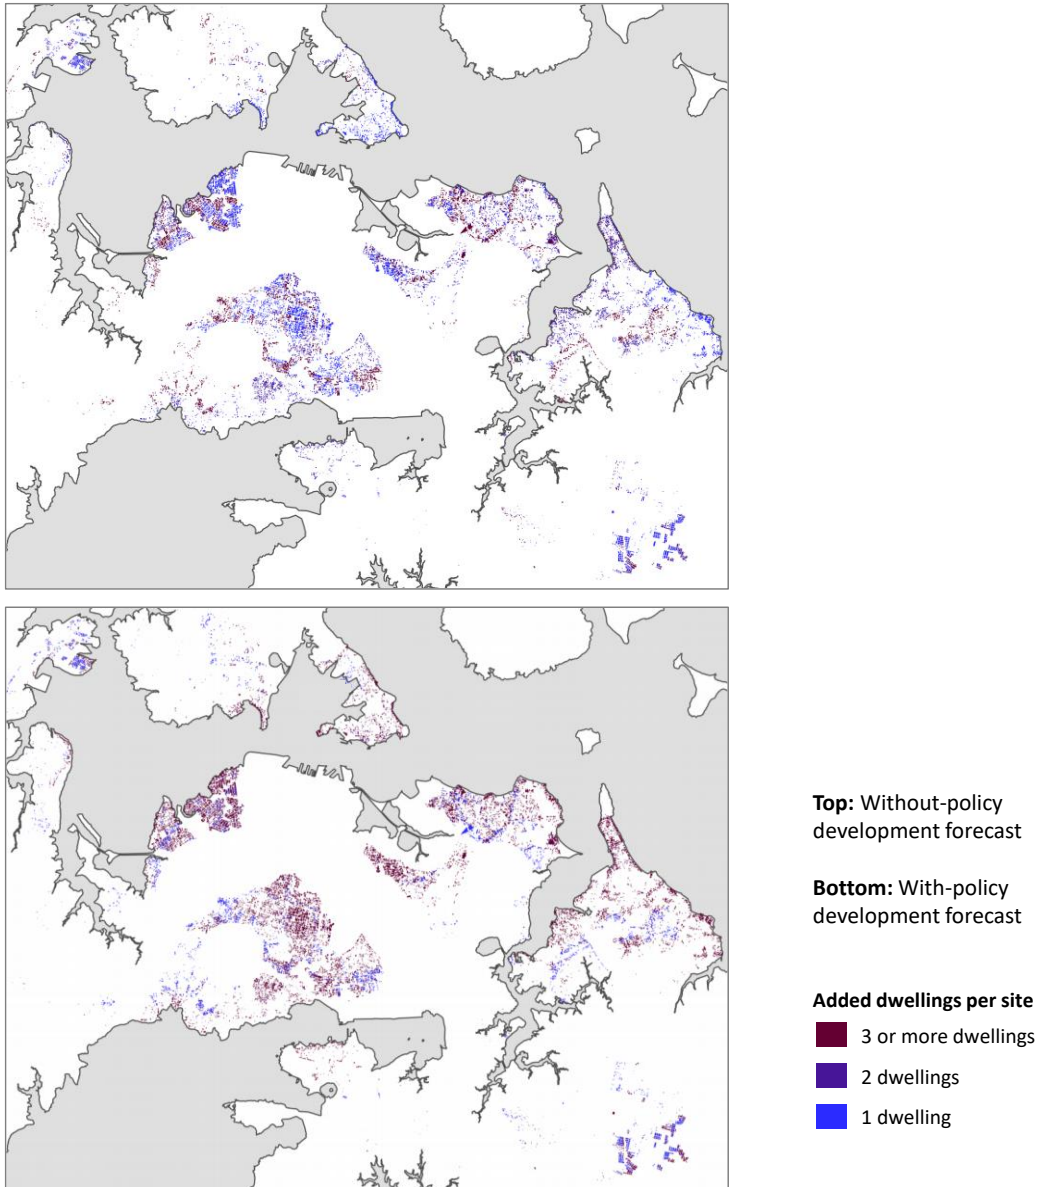 Top: Without-policy
development forecast
Bottom: With-policy
development forecast
Added dwellings per site
3 or more dwellings
2 dwellings
1 dwelling